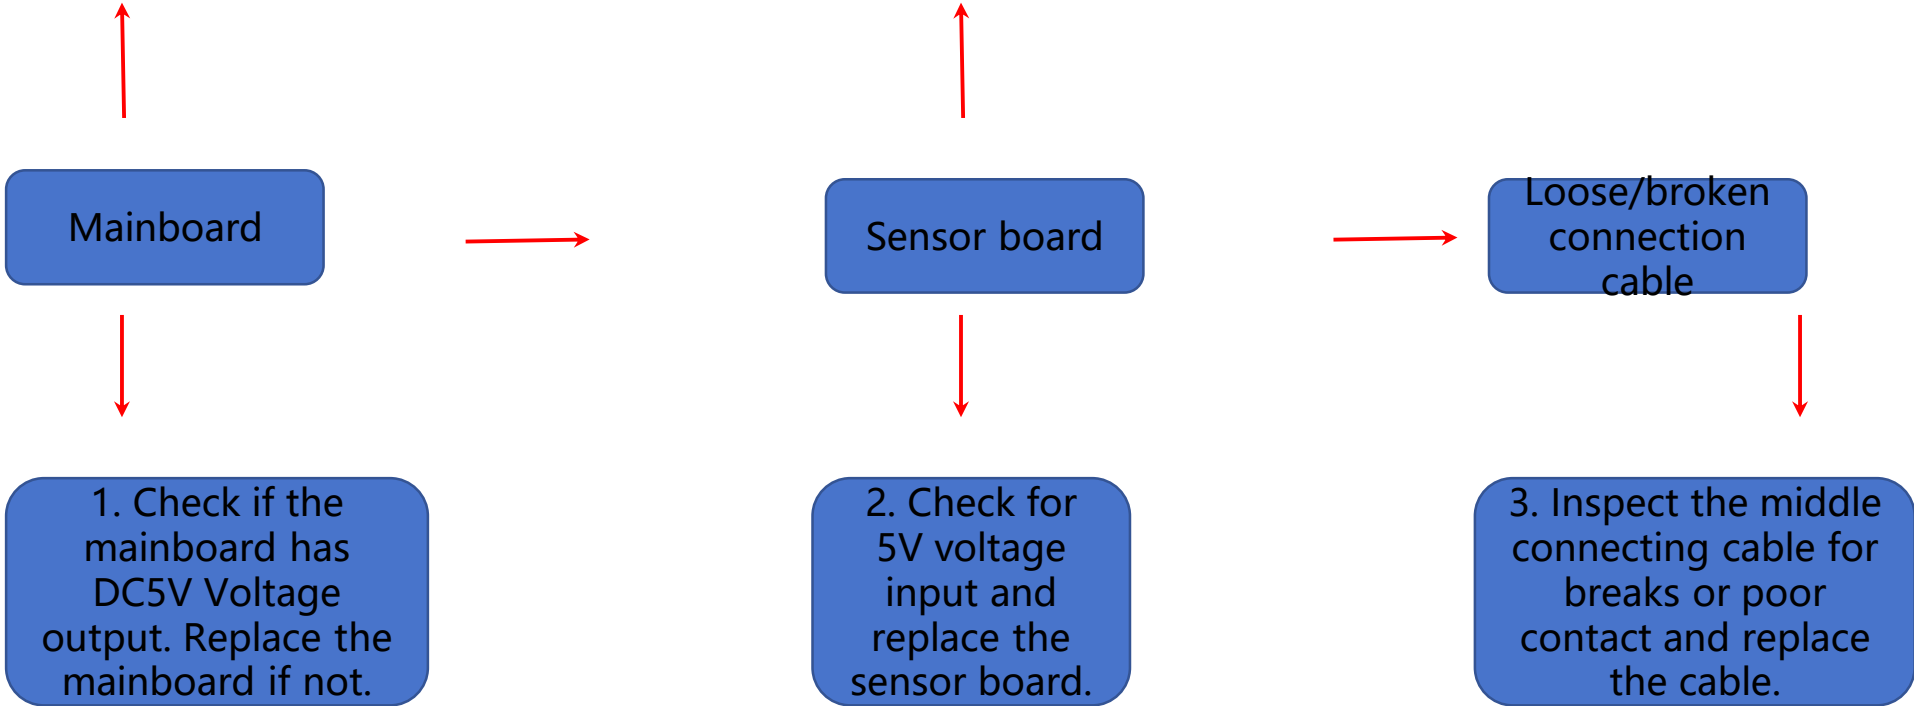 Mainboard
Sensor board
Loose/broken
connection
cable
1. Check if the
mainboard has
DC5V Voltage
output. Replace the
mainboard if not.
2. Check for
5V voltage
input and
replace the
sensor board.
3. Inspect the middle
connecting cable for
breaks or poor
contact and replace
the cable.